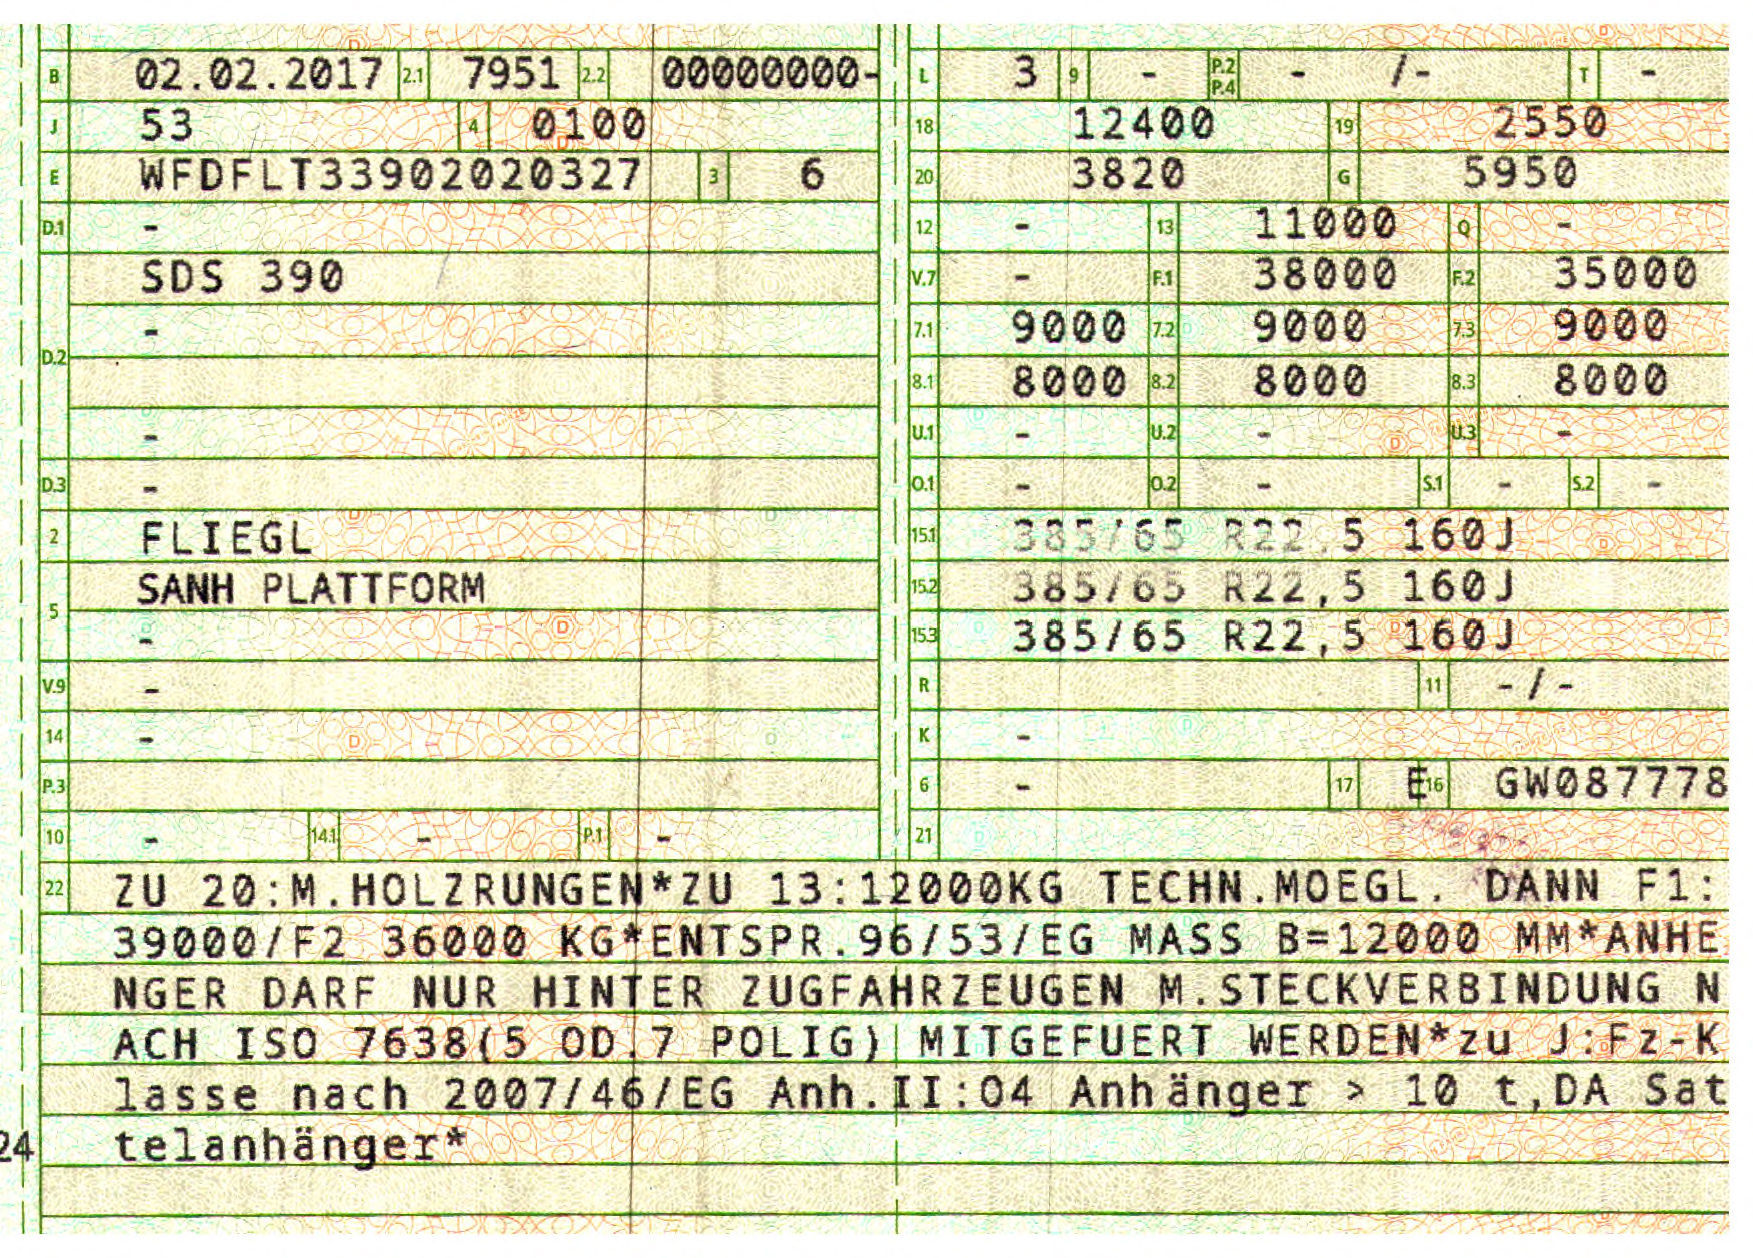 B 02.02.2017 2.1 7951 2.2 00000000-
J 53 4 0100
E WFDFLT33902020327 3 6
D.1 -
SDS 390
D.2 -
-
D.3 -
2 FLIEGL
SANH PLATTFORM
5 -
V.9 -
14 -
P.3
10 - 14.1 - P.1 -
L 3 9 - P.2 P.4 - /- T -
18 12400 19 2550
20 3820 G 5950
12 - 13 11000 Q -
V.7 - F.1 38000 F.2 35000
7.1 9000 7.2 9000 7.3 9000
8.1 8000 8.2 8000 8.3 8000
U.1 - U.2 - U.3 -
O.1 - O.2 - S.1 - S.2 -
15.1 385/65 R22,5 160J
15.2 385/65 R22,5 160J
15.3 385/65 R22,5 160J
R 11 -/-
K -
6 - 17 E 16 GW087778
21
22 ZU 20:M.HOLZRUNGEN*ZU 13:12000KG TECHN.MOEGL. DANN F1:
39000/F2 36000 KG*ENTSPR.96/53/EG MASS B=12000 MM*ANHE
NGER DARF NUR HINTER ZUGFAHRZEUGEN M.STECKVERBINDUNG N
ACH ISO 7638(5 OD.7 POLIG) MITGEFUERT WERDEN*zu J:Fz-K
lasse nach 2007/46/EG Anh.II:O4 Anhänger > 10 t,DA Sat
24 telanhänger*